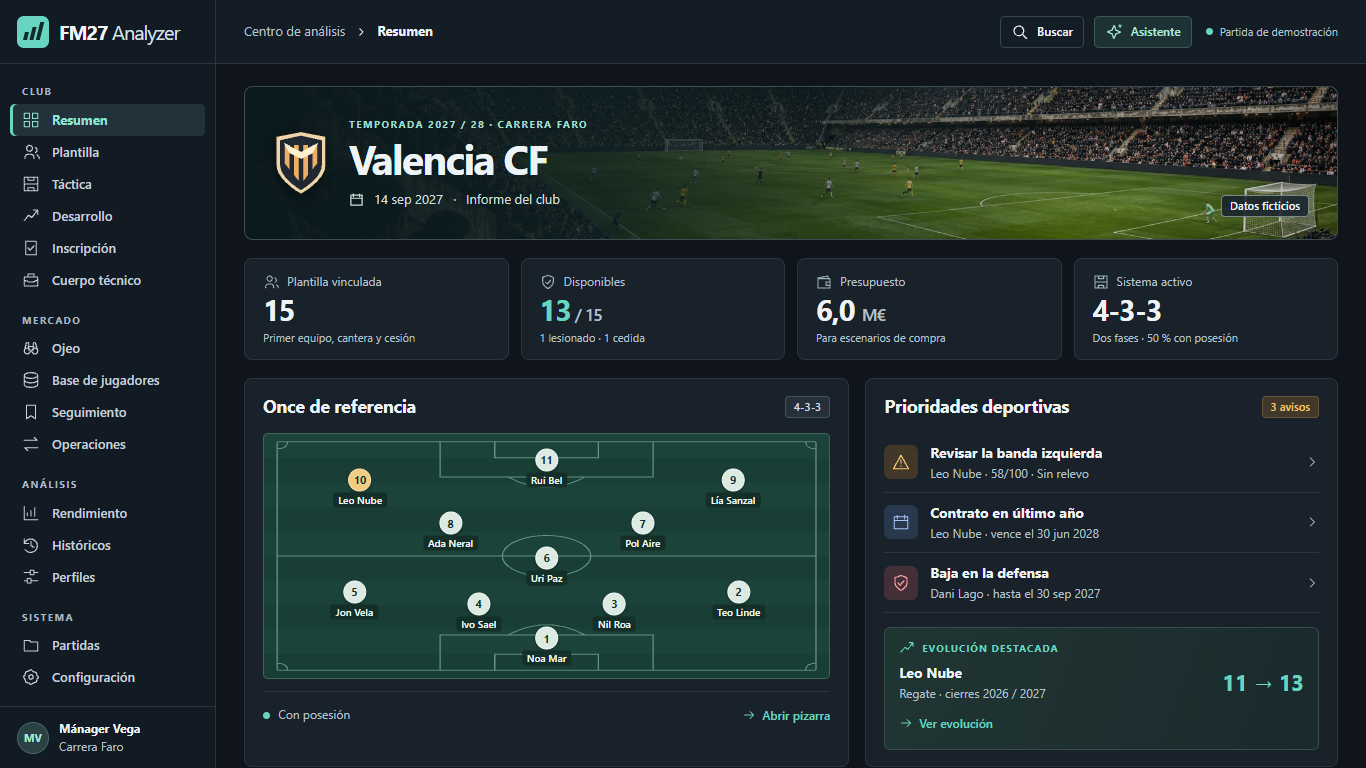 FM27 Analyzer
Centro de análisis > Resumen
Buscar
Asistente
Partida de demostración
CLUB
Resumen
Plantilla
Táctica
Desarrollo
Inscripción
Cuerpo técnico
MERCADO
Ojeo
Base de jugadores
Seguimiento
Operaciones
ANÁLISIS
Rendimiento
Históricos
Perfiles
SISTEMA
Partidas
Configuración
MV
Mánager Vega
Carrera Faro
TEMPORADA 2027 / 28 · CARRERA FARO
Valencia CF
14 sep 2027 · Informe del club
Datos ficticios
Plantilla vinculada
15
Primer equipo, cantera y cesión
Disponibles
13 / 15
1 lesionado · 1 cedida
Presupuesto
6,0 M€
Para escenarios de compra
Sistema activo
4-3-3
Dos fases · 50 % con posesión
Once de referencia
4-3-3
11
Rui Bel
10
Leo Nube
9
Lía Sanzal
8
Ada Neral
7
Pol Aire
6
Uri Paz
5
Jon Vela
4
Ivo Sael
3
Nil Roa
2
Teo Linde
1
Noa Mar
Con posesión
→ Abrir pizarra
Prioridades deportivas
3 avisos
Revisar la banda izquierda
Leo Nube · 58/100 · Sin relevo
Contrato en último año
Leo Nube · vence el 30 jun 2028
Baja en la defensa
Dani Lago · hasta el 30 sep 2027
EVOLUCIÓN DESTACADA
Leo Nube
Regate · cierres 2026 / 2027
11 → 13
→ Ver evolución